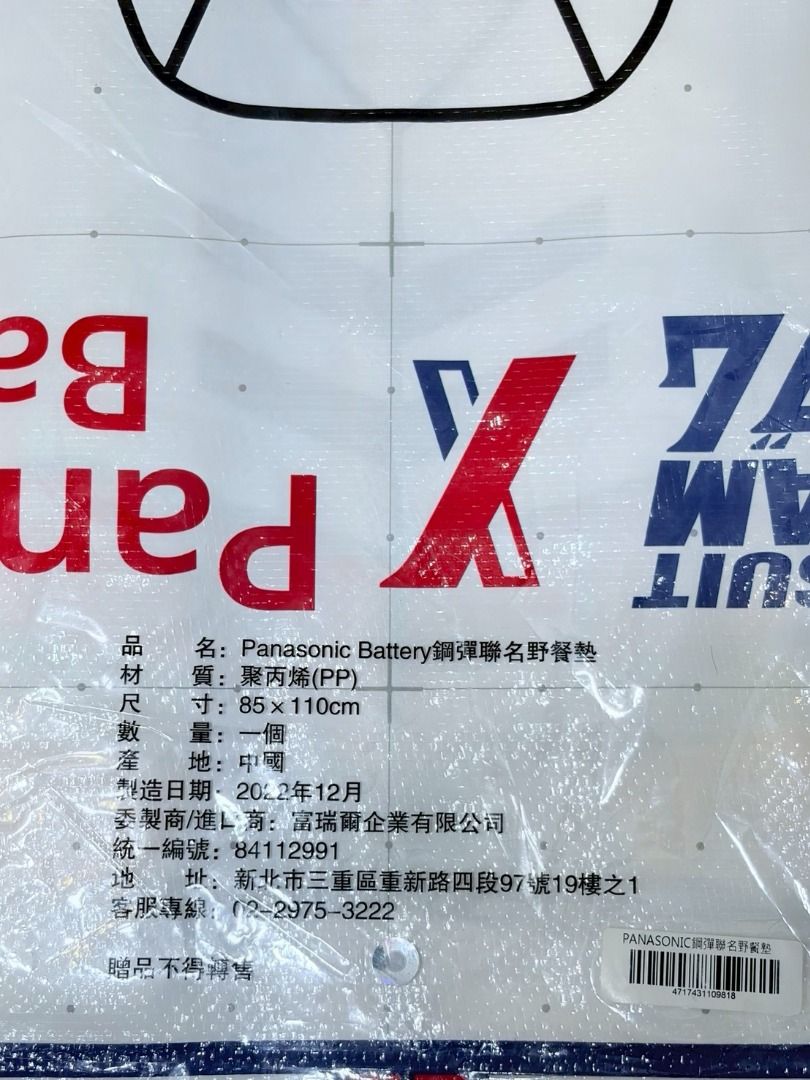 Ba
Pan
X
SUIT
AM
品 名：Panasonic Battery鋼彈聯名野餐墊
材 質：聚丙烯(PP)
尺 寸：85×110cm
數 量：一個
產 地：中國
製造日期：2022年12月
委製商/進口商：富瑞爾企業有限公司
統一編號：84112991
地 址：新北市三重區重新路四段97號19樓之1
客服專線：02-2975-3222
贈品不得轉售
PANASONIC鋼彈聯名野餐墊
4717431109818